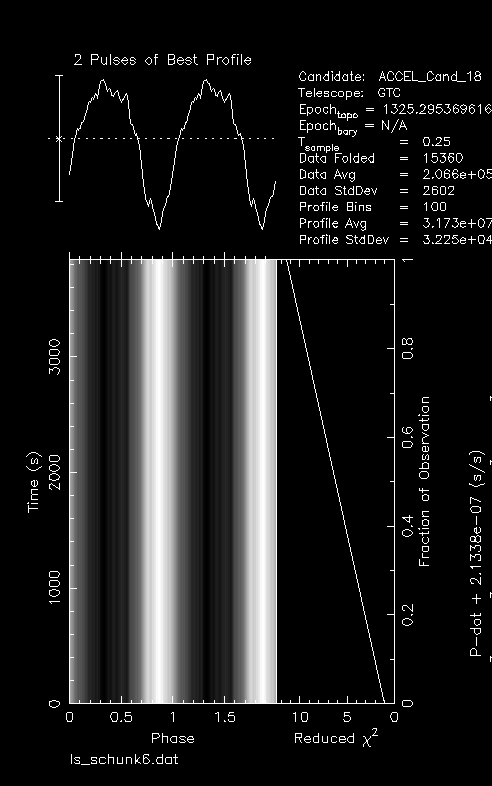 2 Pulses of Best Profile
Candidate: ACCEL_Cand_18
Telescope: GTC
Epoch_topo = 1325.295369616
Epoch_bary = N/A
T_sample = 0.25
Data Folded = 15360
Data Avg = 2.066e+05
Data StdDev = 2602
Profile Bins = 100
Profile Avg = 3.173e+07
Profile StdDev = 3.225e+04
Time (s)
0 1000 2000 3000
0 0.5 1 1.5
Phase
10 5 0
Reduced χ²
0 0.2 0.4 0.6 0.8 1
Fraction of Observation
P-dot + 2.1338e-07 (s/s)
ls_schunk6.dat